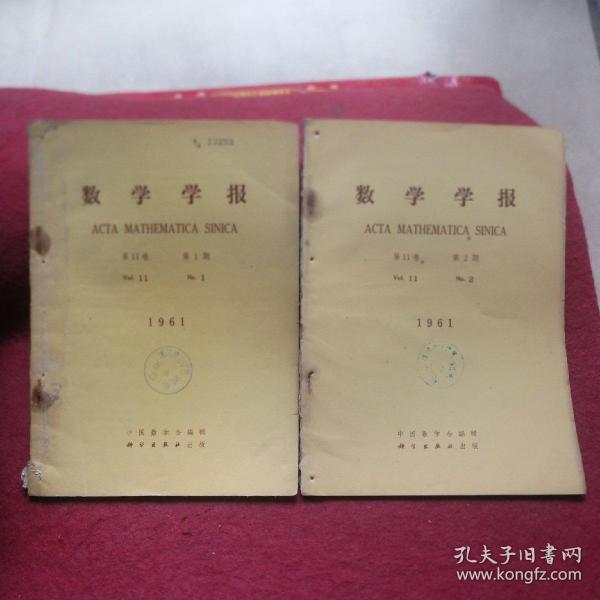 13253
数学学报
ACTA MATHEMATICA SINICA
第11卷 第1期
Vol. 11 No. 1
1961
中国数学会编辑
科学出版社出版
数学学报
ACTA MATHEMATICA SINICA
第11卷 第2期
Vol. 11 No. 2
1961
中国数学会编辑
科学出版社出版
孔夫子旧书网
www.kongfz.com